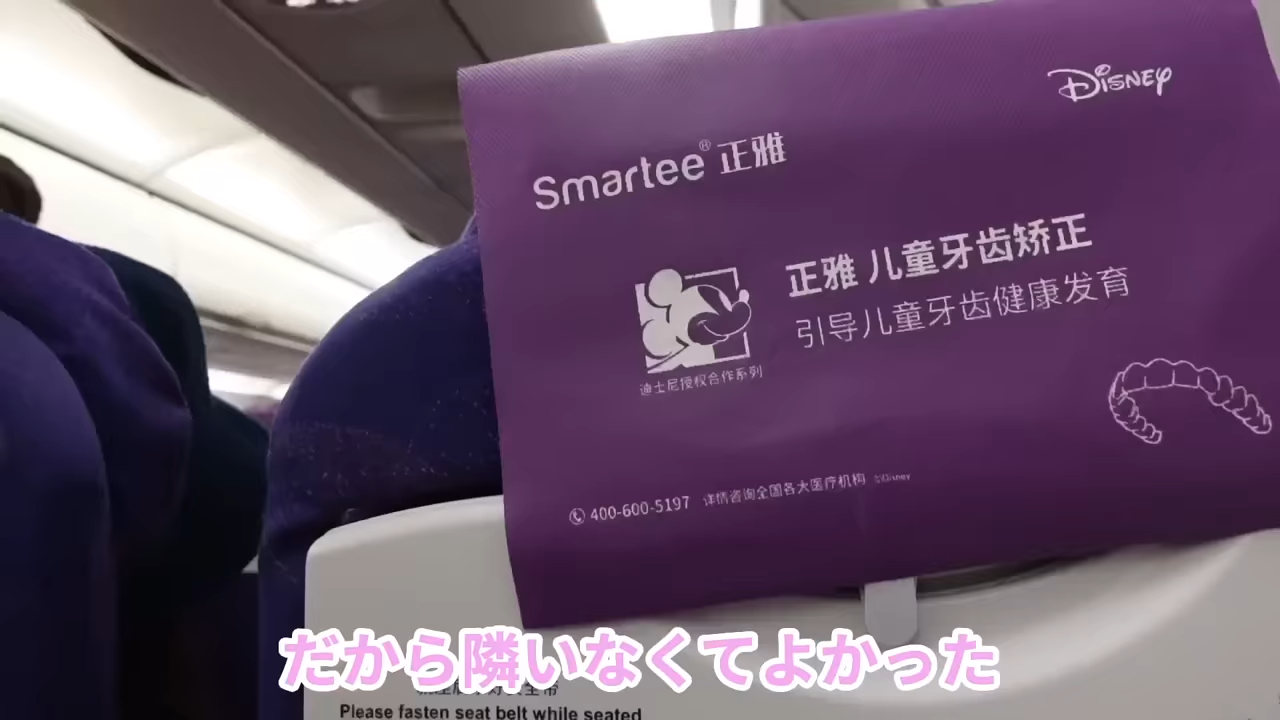 Disney
Smartee® 正雅
正雅 儿童牙齿矫正
引导儿童牙齿健康发育
迪士尼授权合作系列
400-600-5197 详情咨询全国各大医疗机构 ©Disney
だから隣いなくてよかった
Please fasten seat belt while seated